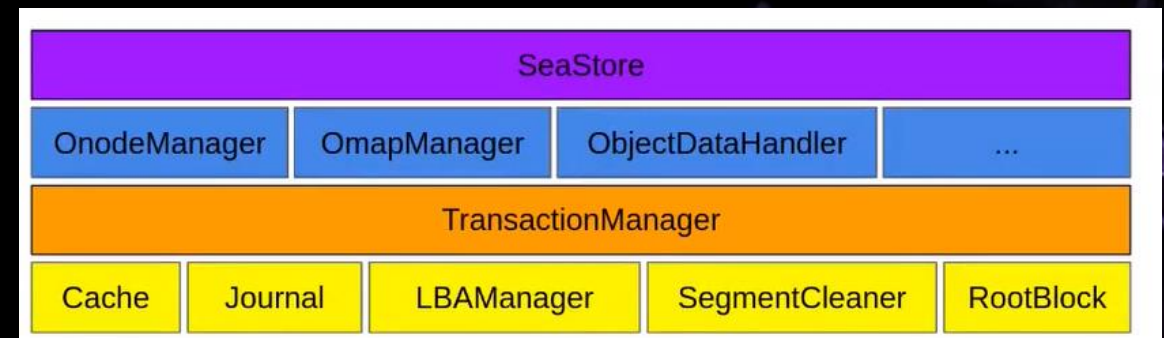 SeaStore
OnodeManager OmapManager ObjectDataHandler ...
TransactionManager
Cache Journal LBAManager SegmentCleaner RootBlock